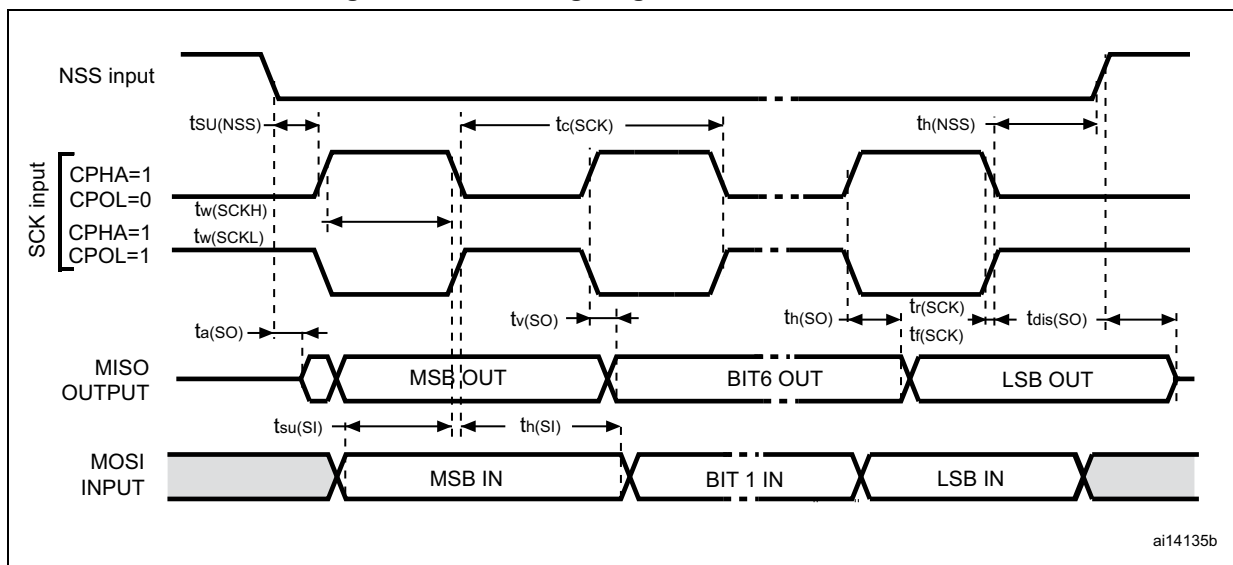 NSS input
tSU(NSS)
tc(SCK)
th(NSS)
SCK input
CPHA=1
CPOL=0
tw(SCKH)
CPHA=1
tw(SCKL)
CPOL=1
ta(SO)
tv(SO)
th(SO)
tr(SCK)
tf(SCK)
tdis(SO)
MISO
OUTPUT
MSB OUT
BIT6 OUT
LSB OUT
tsu(SI)
th(SI)
MOSI
INPUT
MSB IN
BIT 1 IN
LSB IN
ai14135b